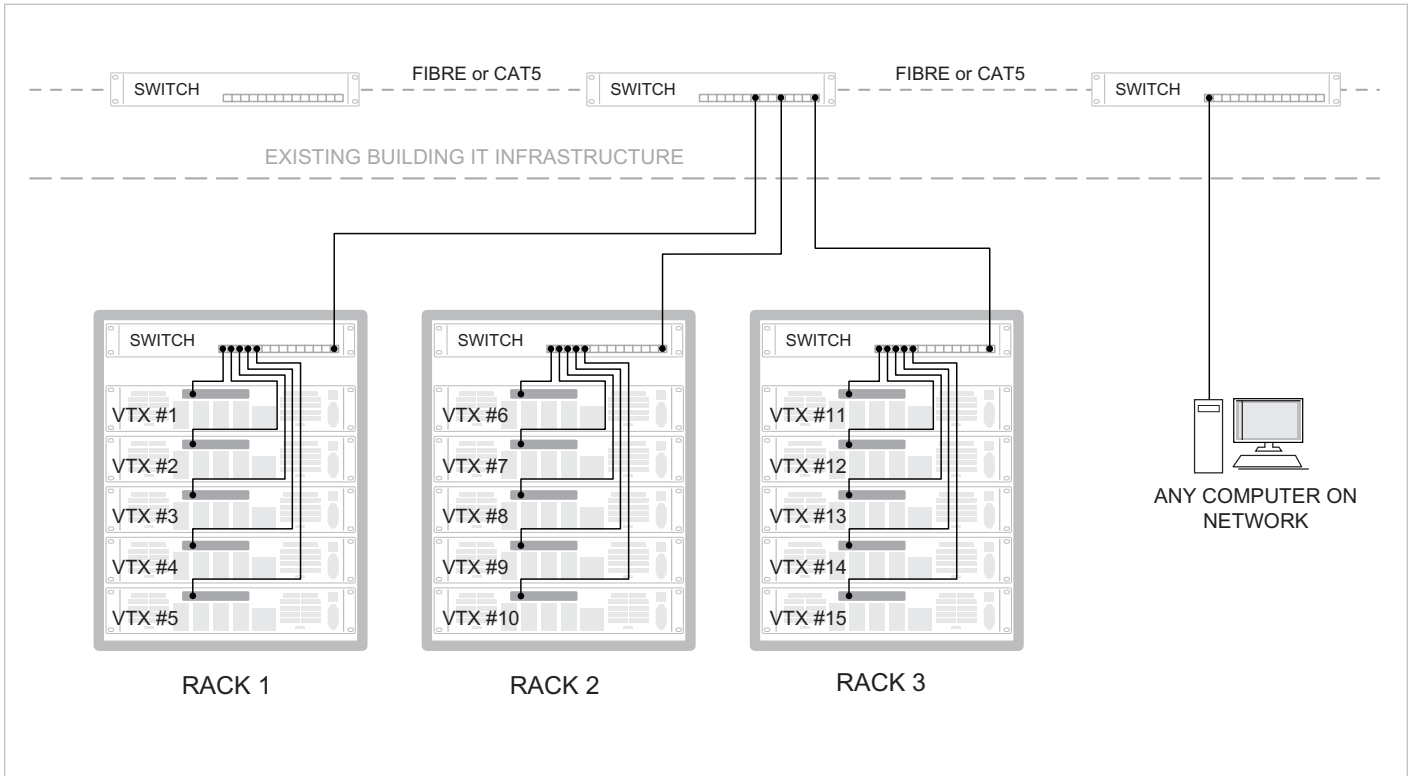 SWITCH
FIBRE or CAT5
SWITCH
FIBRE or CAT5
SWITCH
EXISTING BUILDING IT INFRASTRUCTURE
SWITCH
VTX #1
VTX #2
VTX #3
VTX #4
VTX #5
RACK 1
SWITCH
VTX #6
VTX #7
VTX #8
VTX #9
VTX #10
RACK 2
SWITCH
VTX #11
VTX #12
VTX #13
VTX #14
VTX #15
RACK 3
ANY COMPUTER ON
NETWORK